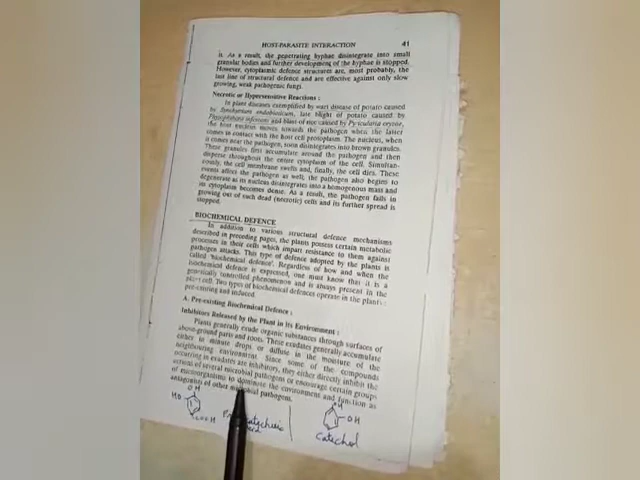 HOST-PARASITE INTERACTION 41
it. As a result, the penetrating hyphae disintegrate into small
granular bodies and further development of the hyphae is stopped.
However, cytoplasmic defence structures are, most probably, the
last line of structural defence and are effective against only slow
growing, weak pathogenic fungi.
Necrotic or Hypersensitive Reactions :
In plant diseases exemplified by wart disease of potato caused
by Synchytrium endobioticum, late blight of potato caused by
Phytophthora infestans and blast of rice caused by Pyricularia oryzae,
the host nucleus moves towards the pathogen when the latter
comes in contact with the host cell protoplasm. The nucleus, when
it comes near the pathogen, soon disintegrates into brown granules.
These granules first accumulate around the pathogen and then
disperse throughout the entire cytoplasm of the cell. Simultan-
eously, the cell membrane swells and, finally, the cell dies. These
events affect the pathogen as well; the pathogen also begins to
degenerate as its nucleus disintegrates into a homogenous mass and
its cytoplasm becomes dense. As a result, the pathogen fails in
growing out of such dead (necrotic) cells and its further spread is
stopped.
BIOCHEMICAL DEFENCE
In addition to various structural defence mechanisms
described in preceding pages, the plants possess certain metabolic
processes in their cells which impart resistance to them against
pathogen attacks. This type of defence adopted by the plants is
called 'biochemical defence'. Regardless of how and when the
biochemical defence is expressed, one must know that it is a
genetically controlled phenomenon and is always present in the
plant cell. Two types of biochemical defences operate in the plants :
pre-existing and induced.
A. Pre-existing Biochemical Defence :
Inhibitors Released by the Plant in its Environment :
Plants generally exude organic substances through surfaces of
above-ground parts and roots. These exudates generally accumulate
either in minute drops or diffuse in the moisture of the
neighbouring environment. Since some of the compounds
occurring in exudates are inhibitory, they either directly inhibit the
actions of several microbial pathogens or encourage certain groups
of microorganisms to dominate the environment and function as
antagonists of other microbial pathogens.
OH
HO
COOH
OH
Catechol